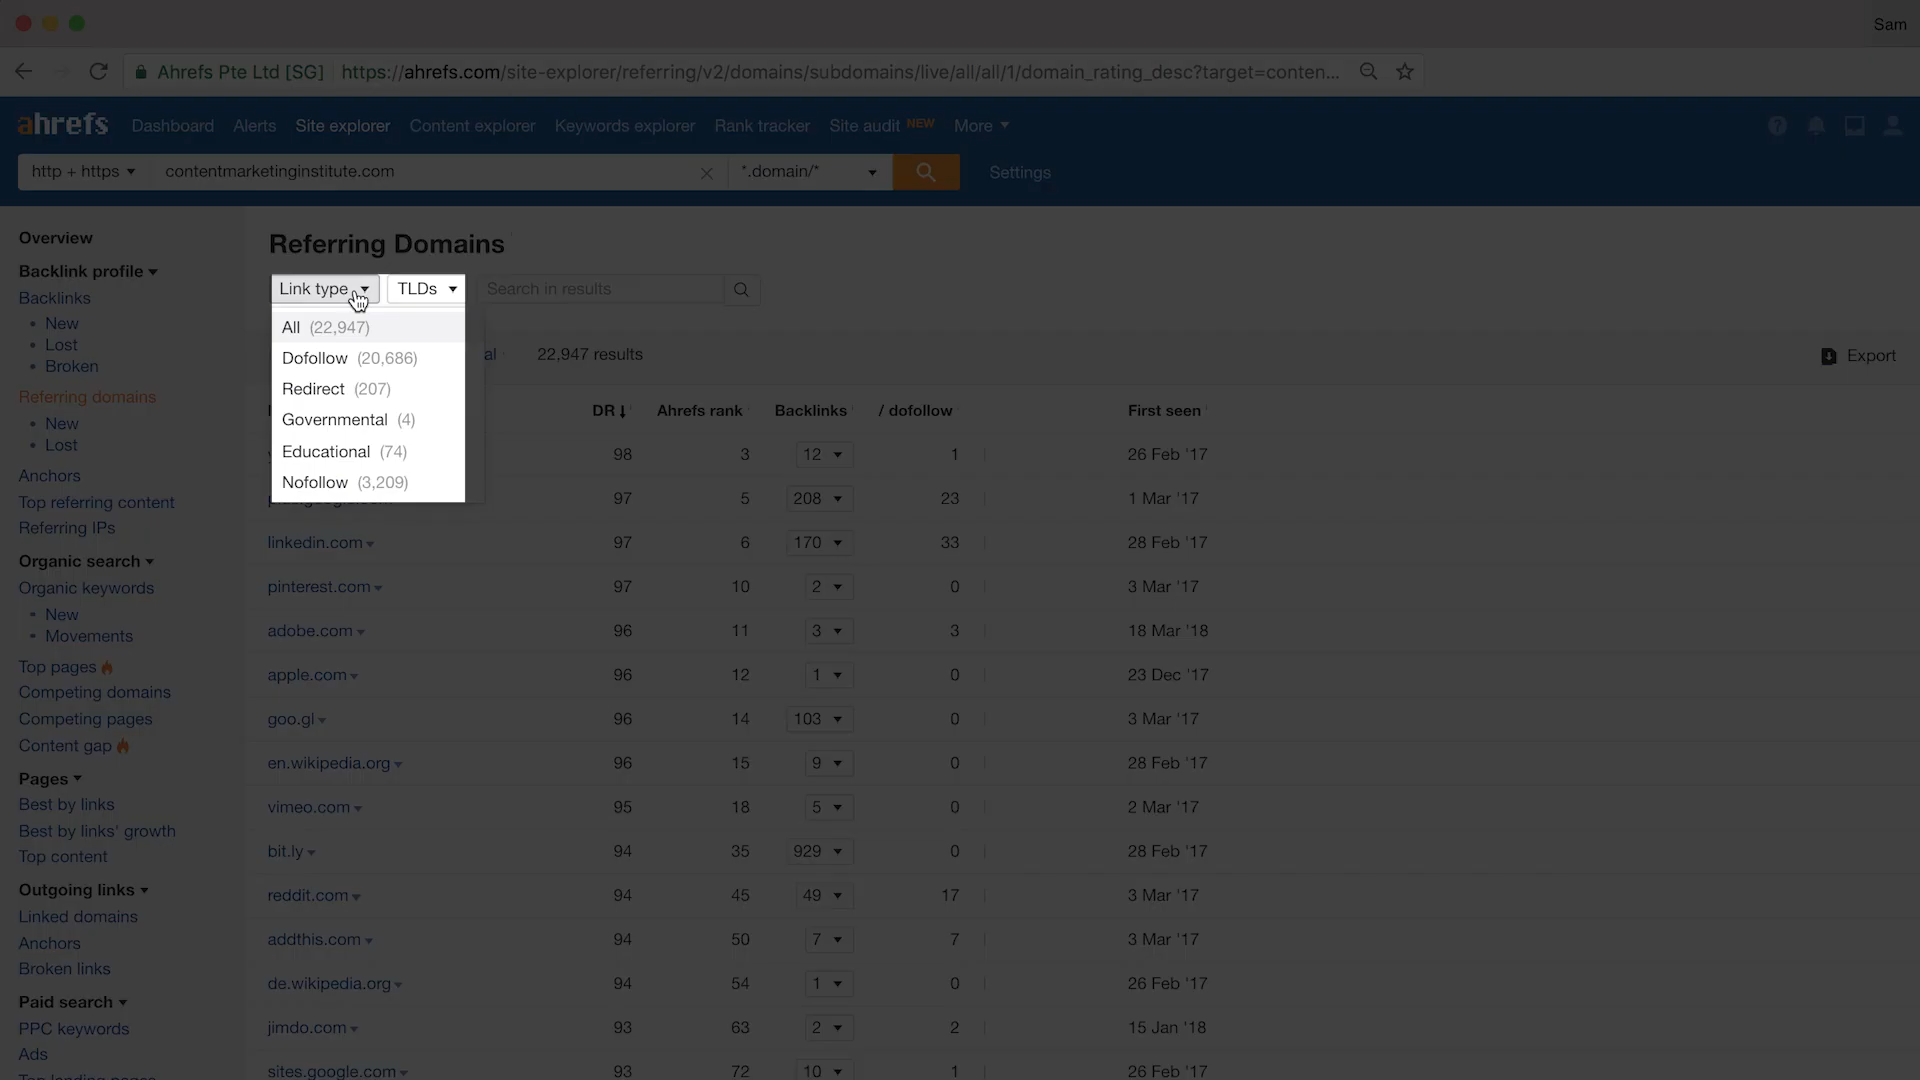 Sam
Ahrefs Pte Ltd [SG] https://ahrefs.com/site-explorer/referring/v2/domains/subdomains/live/all/all/1/domain_rating_desc?target=conten...
ahrefs Dashboard Alerts Site explorer Content explorer Keywords explorer Rank tracker Site audit NEW More
http + https contentmarketinginstitute.com *.domain/* Settings
Overview
Backlink profile
Backlinks
New
Lost
Broken
Referring domains
New
Lost
Anchors
Top referring content
Referring IPs
Organic search
Organic keywords
New
Movements
Top pages
Competing domains
Competing pages
Content gap
Pages
Best by links
Best by links' growth
Top content
Outgoing links
Linked domains
Anchors
Broken links
Paid search
PPC keywords
Ads
Top landing pages
Referring Domains
Link type TLDs Search in results
All (22,947)
Dofollow (20,686)
Redirect (207)
Governmental (4)
Educational (74)
Nofollow (3,209)
22,947 results Export
DR Ahrefs rank Backlinks / dofollow First seen
98 3 12 1 26 Feb '17
97 5 208 23 1 Mar '17
linkedin.com 97 6 170 33 28 Feb '17
pinterest.com 97 10 2 0 3 Mar '17
adobe.com 96 11 3 3 18 Mar '18
apple.com 96 12 1 0 23 Dec '17
goo.gl 96 14 103 0 3 Mar '17
en.wikipedia.org 96 15 9 0 28 Feb '17
vimeo.com 95 18 5 0 2 Mar '17
bit.ly 94 35 929 0 28 Feb '17
reddit.com 94 45 49 17 3 Mar '17
addthis.com 94 50 7 7 3 Mar '17
de.wikipedia.org 94 54 1 0 26 Feb '17
jimdo.com 93 63 2 2 15 Jan '18
sites.google.com 93 72 10 1 26 Feb '17